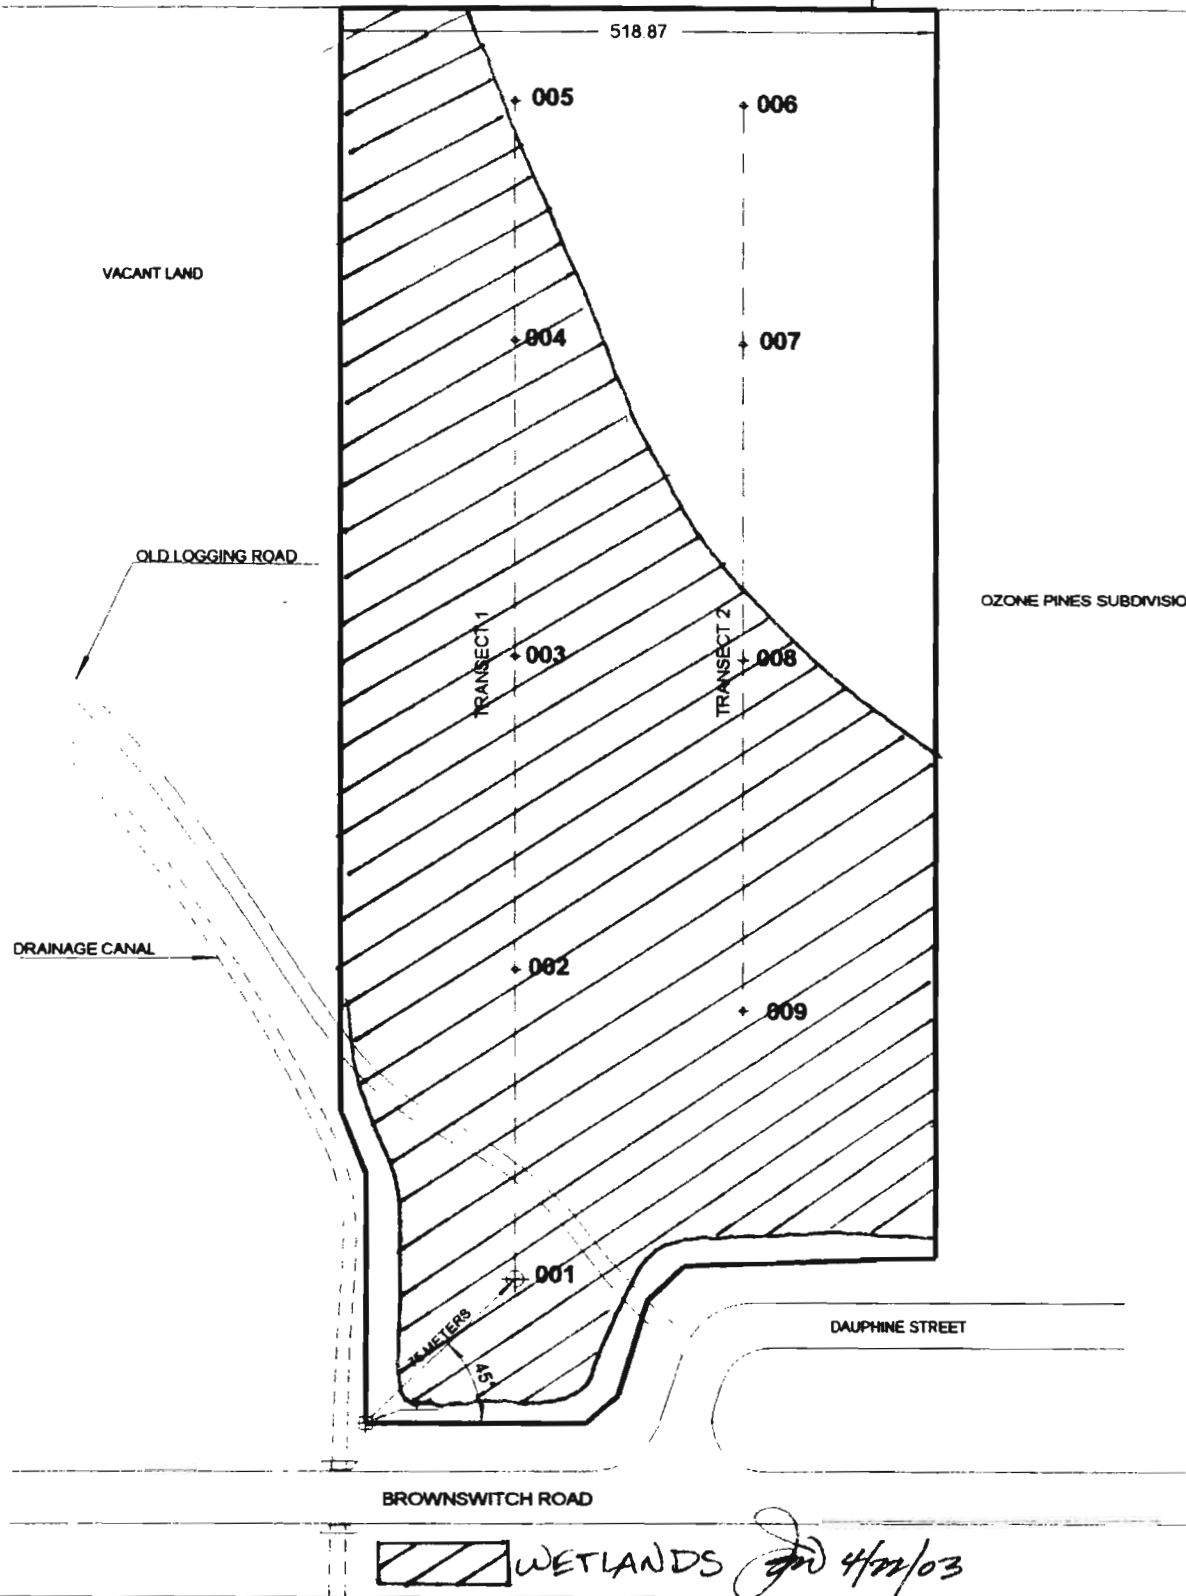 518.87
005
006
VACANT LAND
004
007
OLD LOGGING ROAD
OZONE PINES SUBDIVISIO
TRANSECT 1
003
TRANSECT 2
008
DRAINAGE CANAL
002
009
001
75 METERS
45°
DAUPHINE STREET
BROWNSWITCH ROAD
WETLANDS 4/22/03